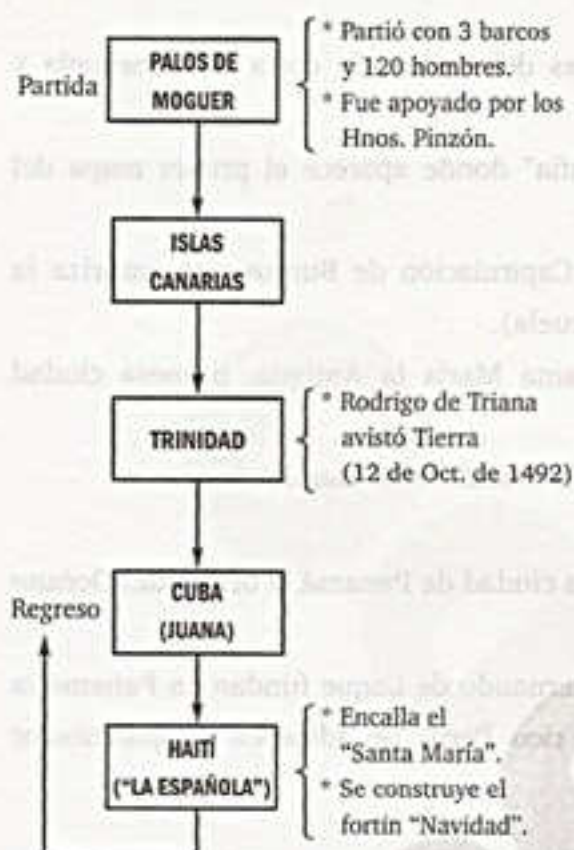 Partida
PALOS DE
MOGUER
* Partió con 3 barcos
y 120 hombres.
* Fue apoyado por los
Hnos. Pinzón.
ISLAS
CANARIAS
TRINIDAD
* Rodrigo de Triana
avistó Tierra
(12 de Oct. de 1492)
Regreso
CUBA
(JUANA)
HAITÍ
("LA ESPAÑOLA")
* Encalla el
"Santa María".
* Se construye el
fortín "Navidad".